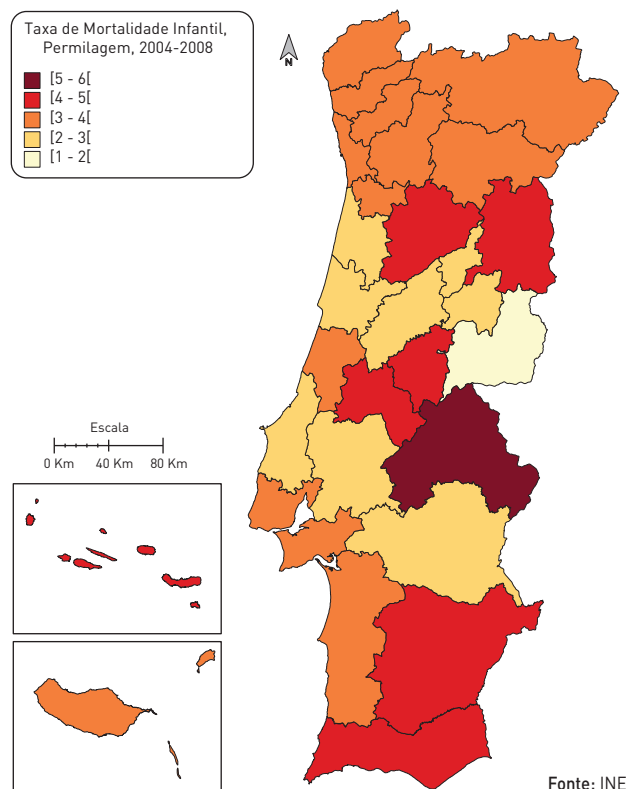 Taxa de Mortalidade Infantil,
Permilagem, 2004-2008
[5 - 6[
[4 - 5[
[3 - 4[
[2 - 3[
[1 - 2[
N
Escala
0 Km 40 Km 80 Km
Fonte: INE